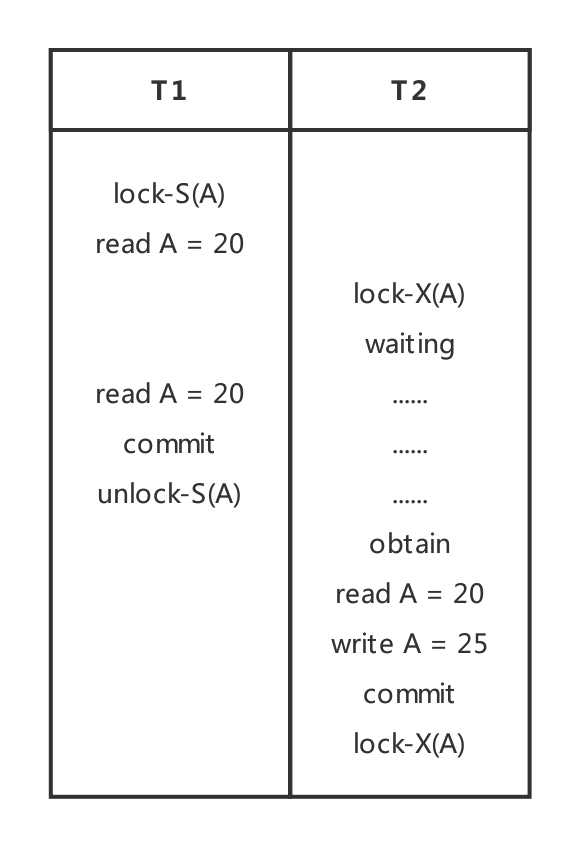 T1
T2
lock-S(A)
read A = 20
lock-X(A)
waiting
read A = 20
......
commit
......
unlock-S(A)
......
obtain
read A = 20
write A = 25
commit
lock-X(A)